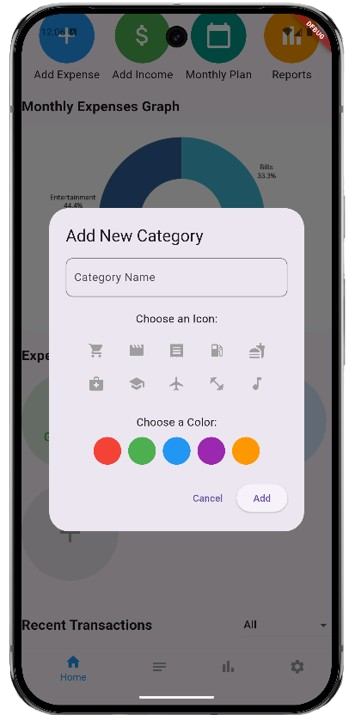 12:06
DEBUG
Add Expense Add Income Monthly Plan Reports
Monthly Expenses Graph
Bills
33.3%
Entertainment
44.4%
Add New Category
Category Name
Choose an Icon:
Expe
Choose a Color:
G
Cancel Add
Recent Transactions All
Home